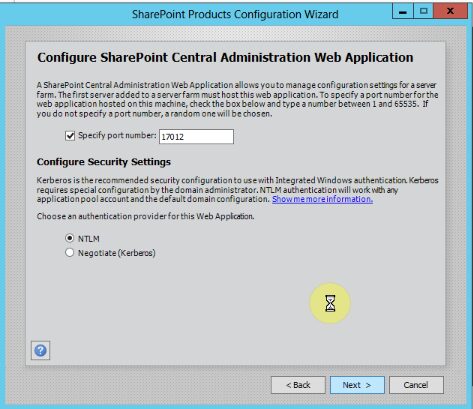 SharePoint Products Configuration Wizard
Configure SharePoint Central Administration Web Application
A SharePoint Central Administration Web Application allows you to manage configuration settings for a server
farm. The first server added to a server farm must host this web application. To specify a port number for the
web application hosted on this machine, check the box below and type a number between 1 and 65535. If
you do not specify a port number, a random one will be chosen.
Specify port number: 17012
Configure Security Settings
Kerberos is the recommended security configuration to use with Integrated Windows authentication. Kerberos
requires special configuration by the domain administrator. NTLM authentication will work with any
application pool account and the default domain configuration. Show me more information.
Choose an authentication provider for this Web Application.
NTLM
Negotiate (Kerberos)
?
< Back Next > Cancel